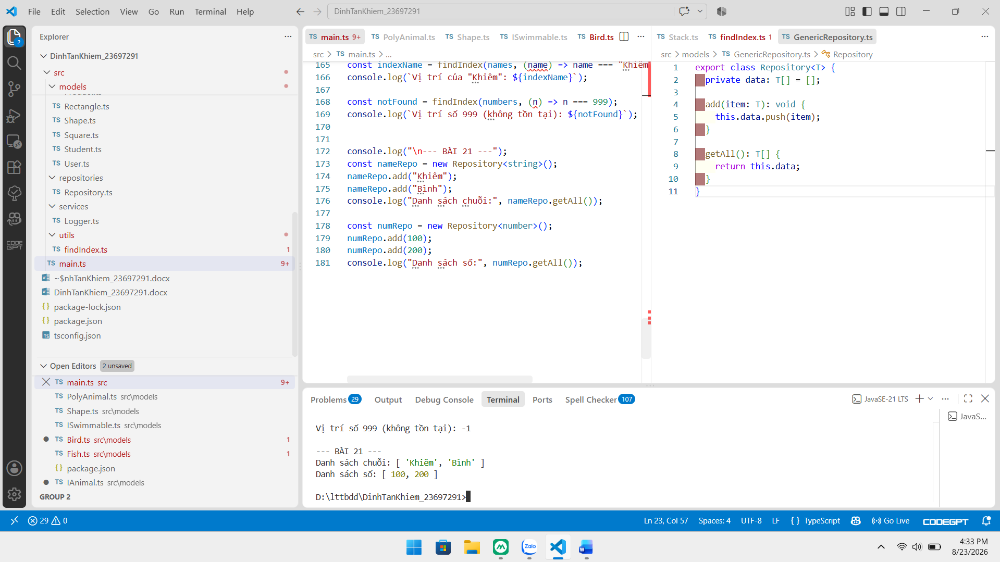 File Edit Selection View Go Run Terminal Help
DinhTanKhiem_23697291
2
CODE GPT
Explorer
DinhTanKhiem_23697291
src
models
Rectangle.ts
Shape.ts
Square.ts
Student.ts
User.ts
repositories
Repository.ts
services
Logger.ts
utils
findIndex.ts 1
main.ts 9+
~$nhTanKhiem_23697291.docx
DinhTanKhiem_23697291.docx
package-lock.json
package.json
tsconfig.json
Open Editors 2 unsaved
main.ts src 9+
PolyAnimal.ts src\models
Shape.ts src\models
ISwimmable.ts src\models
Bird.ts src\models 1
Fish.ts src\models 1
package.json
IAnimal.ts src\models
GROUP 2
TS main.ts 9+ TS PolyAnimal.ts TS Shape.ts TS ISwimmable.ts TS Bird.ts
src > TS main.ts > ...
165 const indexName = findIndex(names, (name) => name === "Khiêm
166 console.log(`Vị trí của "Khiêm": ${indexName}`);
167
168 const notFound = findIndex(numbers, (n) => n === 999);
169 console.log(`Vị trí số 999 (không tồn tại): ${notFound}`);
170
171
172 console.log("\n--- BÀI 21 ---");
173 const nameRepo = new Repository<string>();
174 nameRepo.add("Khiêm");
175 nameRepo.add("Bình");
176 console.log("Danh sách chuỗi:", nameRepo.getAll());
177
178 const numRepo = new Repository<number>();
179 numRepo.add(100);
180 numRepo.add(200);
181 console.log("Danh sách số:", numRepo.getAll());
TS Stack.ts TS findIndex.ts 1 TS GenericRepository.ts
src > models > TS GenericRepository.ts > Repository
1 export class Repository<T> {
2 private data: T[] = [];
3
4 add(item: T): void {
5 this.data.push(item);
6 }
7
8 getAll(): T[] {
9 return this.data;
10 }
11 }
Problems 29 Output Debug Console Terminal Ports Spell Checker 107
JavaSE-21 LTS
JavaS...
Vị trí số 999 (không tồn tại): -1
--- BÀI 21 ---
Danh sách chuỗi: [ 'Khiêm', 'Bình' ]
Danh sách số: [ 100, 200 ]
D:\lttbdd\DinhTanKhiem_23697291>
29 0
Ln 23, Col 57 Spaces: 4 UTF-8 LF { } TypeScript Go Live CODEGPT
Zalo
4:33 PM
8/23/2026